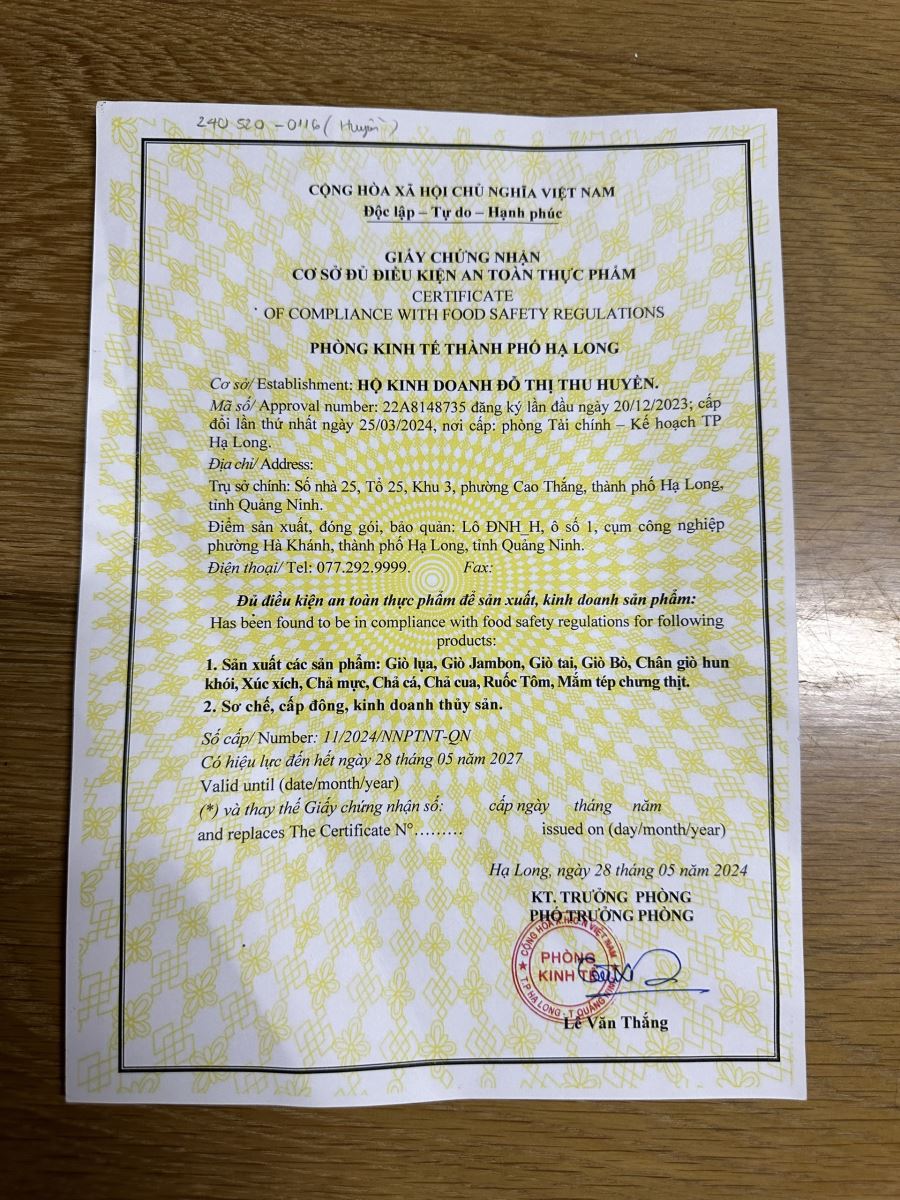 240 520 - 0116 ( Huyền )
CỘNG HÒA XÃ HỘI CHỦ NGHĨA VIỆT NAM
Độc lập – Tự do – Hạnh phúc
GIẤY CHỨNG NHẬN
CƠ SỞ ĐỦ ĐIỀU KIỆN AN TOÀN THỰC PHẨM
CERTIFICATE
OF COMPLIANCE WITH FOOD SAFETY REGULATIONS
PHÒNG KINH TẾ THÀNH PHỐ HẠ LONG
Cơ sở/ Establishment: HỘ KINH DOANH ĐỖ THỊ THU HUYỀN.
Mã số/ Approval number: 22A8148735 đăng ký lần đầu ngày 20/12/2023; cấp
đổi lần thứ nhất ngày 25/03/2024, nơi cấp: phòng Tài chính – Kế hoạch TP
Hạ Long.
Địa chỉ/ Address:
Trụ sở chính: Số nhà 25, Tổ 25, Khu 3, phường Cao Thắng, thành phố Hạ Long,
tỉnh Quảng Ninh.
Điểm sản xuất, đóng gói, bảo quản: Lô ĐNH_H, ô số 1, cụm công nghiệp
phường Hà Khánh, thành phố Hạ Long, tỉnh Quảng Ninh.
Điện thoại/ Tel: 077.292.9999. Fax:
Đủ điều kiện an toàn thực phẩm để sản xuất, kinh doanh sản phẩm:
Has been found to be in compliance with food safety regulations for following
products:
1. Sản xuất các sản phẩm: Giò lụa, Giò Jambon, Giò tai, Giò Bò, Chân giò hun
khói, Xúc xích, Chả mực, Chả cá, Chả cua, Ruốc Tôm, Mắm tép chưng thịt.
2. Sơ chế, cấp đông, kinh doanh thủy sản.
Số cấp/ Number: 11/2024/NNPTNT-QN
Có hiệu lực đến hết ngày 28 tháng 05 năm 2027
Valid until (date/month/year)
(*) và thay thế Giấy chứng nhận số: cấp ngày tháng năm
and replaces The Certificate N°......... issued on (day/month/year)
Hạ Long, ngày 28 tháng 05 năm 2024
KT. TRƯỞNG PHÒNG
PHÓ TRƯỞNG PHÒNG
CỘNG HÒA X.H.C.N VIỆT NAM
PHÒNG
KINH TẾ
T.P HẠ LONG - T QUẢNG NINH
Lê Văn Thắng